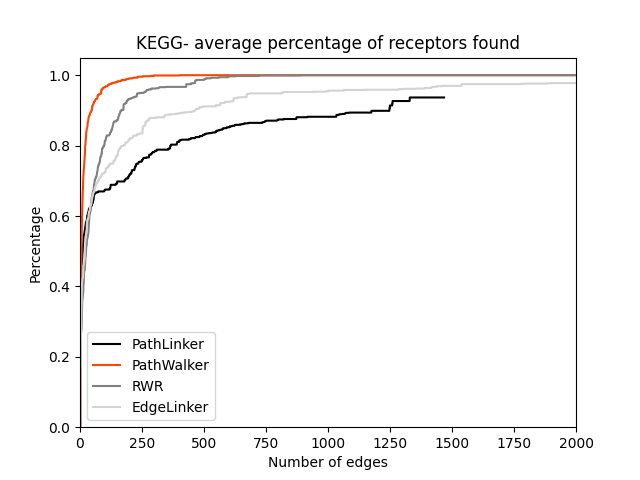 KEGG- average percentage of receptors found
Percentage
1.0
0.8
0.6
0.4
0.2
0.0
PathLinker
PathWalker
RWR
EdgeLinker
0 250 500 750 1000 1250 1500 1750 2000
Number of edges